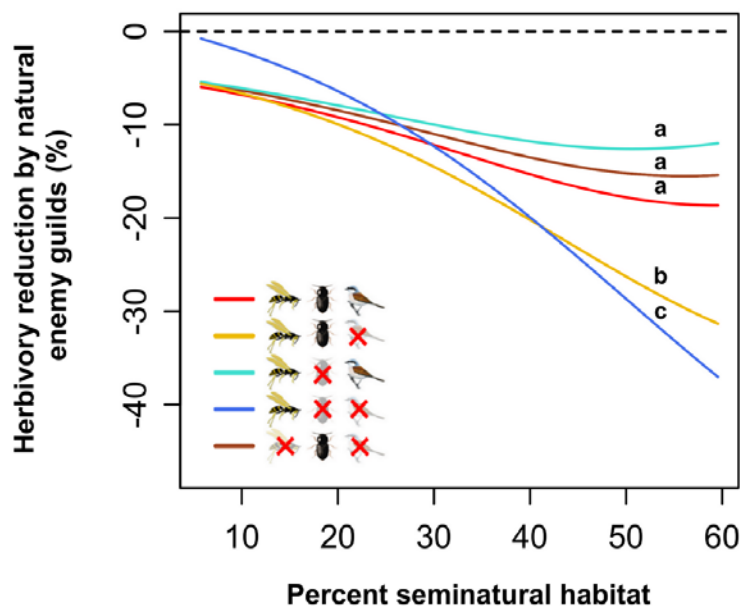 Herbivory reduction by natural
enemy guilds (%)
0
-10
-20
-30
-40
a
a
a
b
c
10 20 30 40 50 60
Percent seminatural habitat